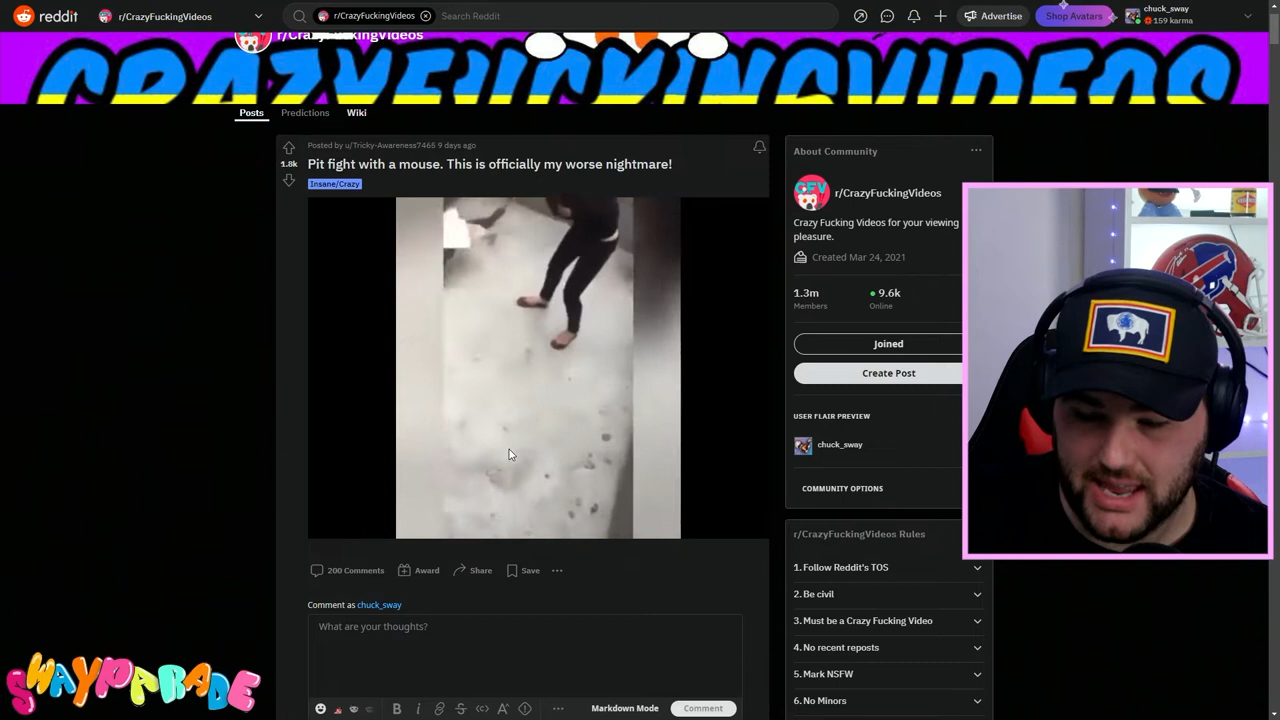 reddit
r/CrazyFuckingVideos
r/CrazyFuckingVideos
Search Reddit
Advertise
Shop Avatars
chuck_sway
159 karma
r/CrazyFuckingVideos
CRAZYFUCKINGVIDEOS
Posts
Predictions
Wiki
Posted by u/Tricky-Awareness7465 9 days ago
1.8k
Pit fight with a mouse. This is officially my worse nightmare!
Insane/Crazy
200 Comments
Award
Share
Save
Comment as chuck_sway
What are your thoughts?
Markdown Mode
Comment
About Community
r/CrazyFuckingVideos
Crazy Fucking Videos for your viewing
pleasure.
Created Mar 24, 2021
1.3m
9.6k
Members
Online
Joined
Create Post
USER FLAIR PREVIEW
chuck_sway
COMMUNITY OPTIONS
r/CrazyFuckingVideos Rules
1. Follow Reddit's TOS
2. Be civil
3. Must be a Crazy Fucking Video
4. No recent reposts
5. Mark NSFW
6. No Minors
SWAYPARADE